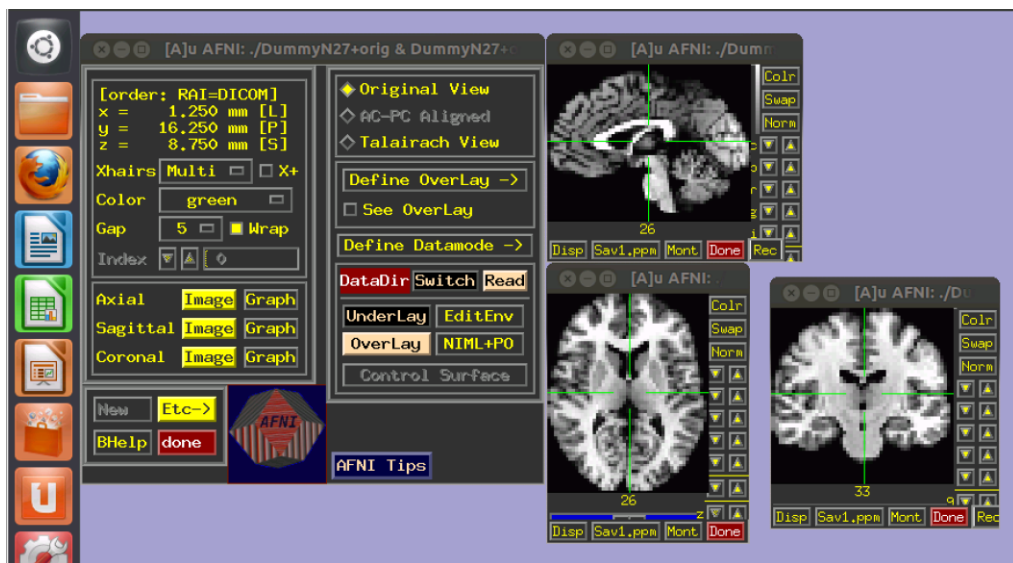 [A]u AFNI: ./DummyN27+orig & DummyN27+
[order: RAI=DICOM]
x = 1.250 mm [L]
y = 16.250 mm [P]
z = 8.750 mm [S]
Xhairs Multi X+
Color green
Gap 5 Wrap
Index 0
Axial Image Graph
Sagittal Image Graph
Coronal Image Graph
New Etc->
BHelp done
AFNI
Original View
AC-PC Aligned
Talairach View
Define OverLay ->
See OverLay
Define Datamode ->
DataDir Switch Read
UnderLay EditEnv
OverLay NIML+PO
Control Surface
AFNI Tips
[A]u AFNI: ./Dumm
Colr
Swap
Norm
26
Disp Sav1.ppm Mont Done Rec
[A]u AFNI: .
Colr
Swap
Norm
26
z
Disp Sav1.ppm Mont Done
[A]u AFNI: ./Du
Colr
Swap
Norm
33
9
Disp Sav1.ppm Mont Done Rec